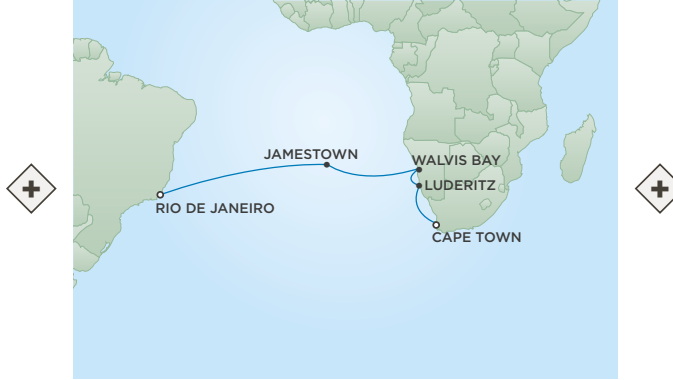 JAMESTOWN
WALVIS BAY
LUDERITZ
RIO DE JANEIRO
CAPE TOWN